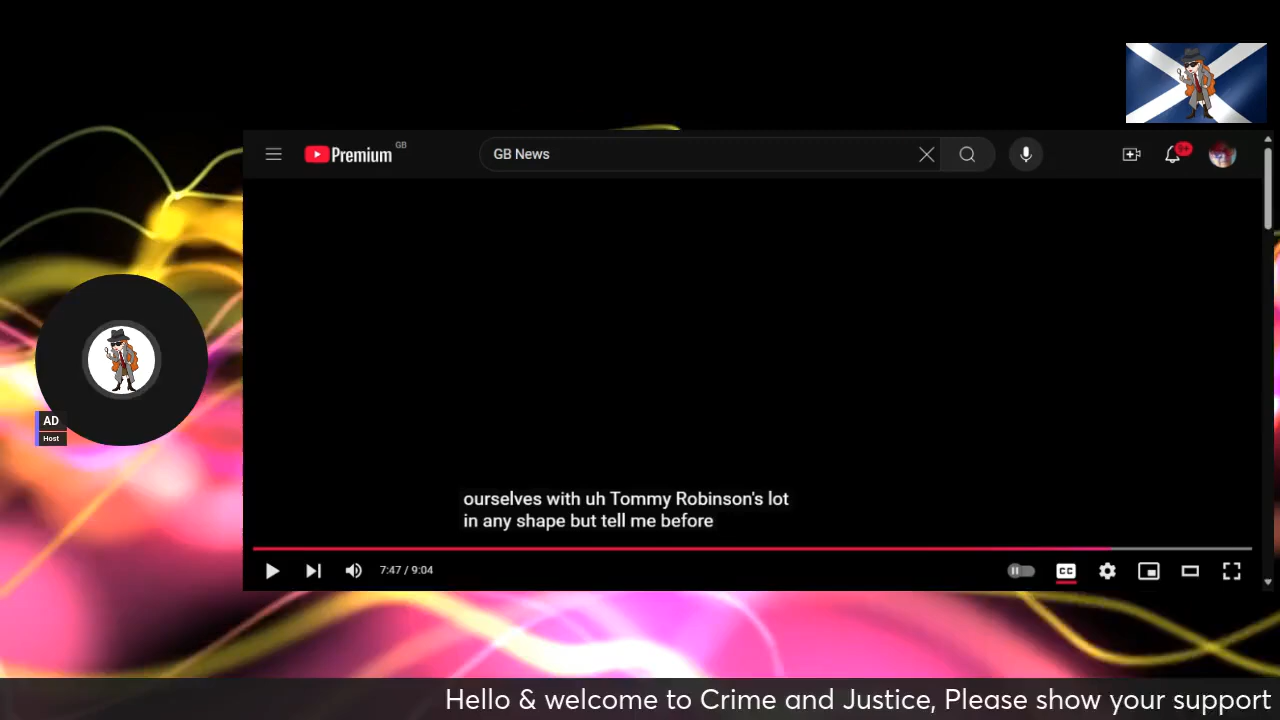 GB
Premium
GB News
9+
AD
Host
ourselves with uh Tommy Robinson's lot
in any shape but tell me before
7:47 / 9:04
CC
Hello & welcome to Crime and Justice, Please show your support